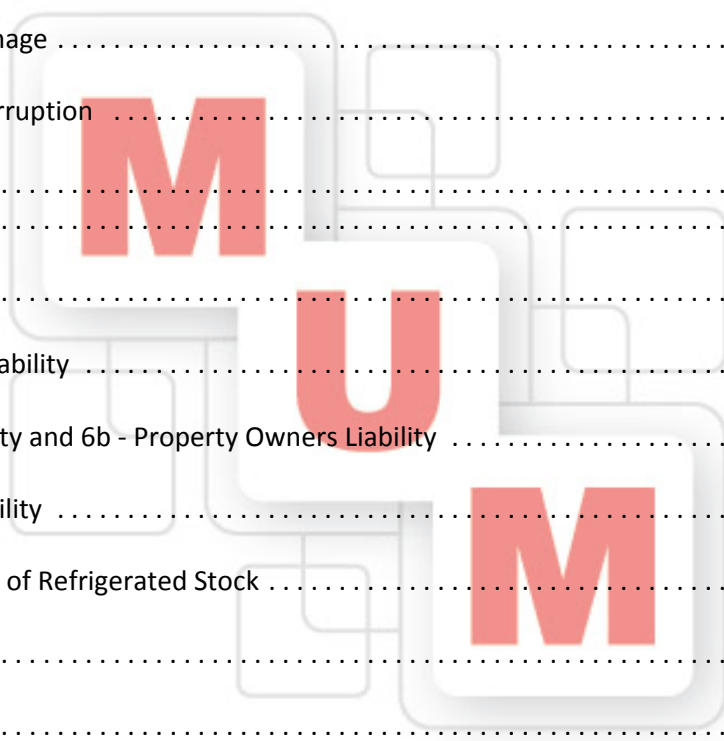 nage . . . . . . . . . . . . . . . . . . . . . . . . . . . . . . . . . . . . . . . . . . . . . . .
rruption . . . . . . . . . . . . . . . . . . . . . . . . . . . . . . . . . . . . . . . . . . .
M
. . . . . . . . . . . . . . . . . . . . . . . . . . . . . . . . . . . . . . . . . . . . . . . . . .
. . . . . . . . . . . . . . . . . . . . . . . . . . . . . . . . . . . . . . . . . . . . . . . . . .
. . . . . . . . . . . . . . . . . . . . . . . . . . . . . . . . . . . . . . . . . . . . . . . . . .
U
ability . . . . . . . . . . . . . . . . . . . . . . . . . . . . . . . . . . . . . . . . . . . . .
ty and 6b - Property Owners Liability . . . . . . . . . . . . . . . . . . .
ility . . . . . . . . . . . . . . . . . . . . . . . . . . . . . . . . . . . . . . . . . . . . . . .
M
of Refrigerated Stock . . . . . . . . . . . . . . . . . . . . . . . . . . . . . . .
. . . . . . . . . . . . . . . . . . . . . . . . . . . . . . . . . . . . . . . . . . . . . . . . . .
. . . . . . . . . . . . . . . . . . . . . . . . . . . . . . . . . . . . . . . . . . . . . . . . . .